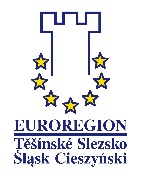 EUROREGION
Těšínské Slezsko
Śląsk Cieszyński